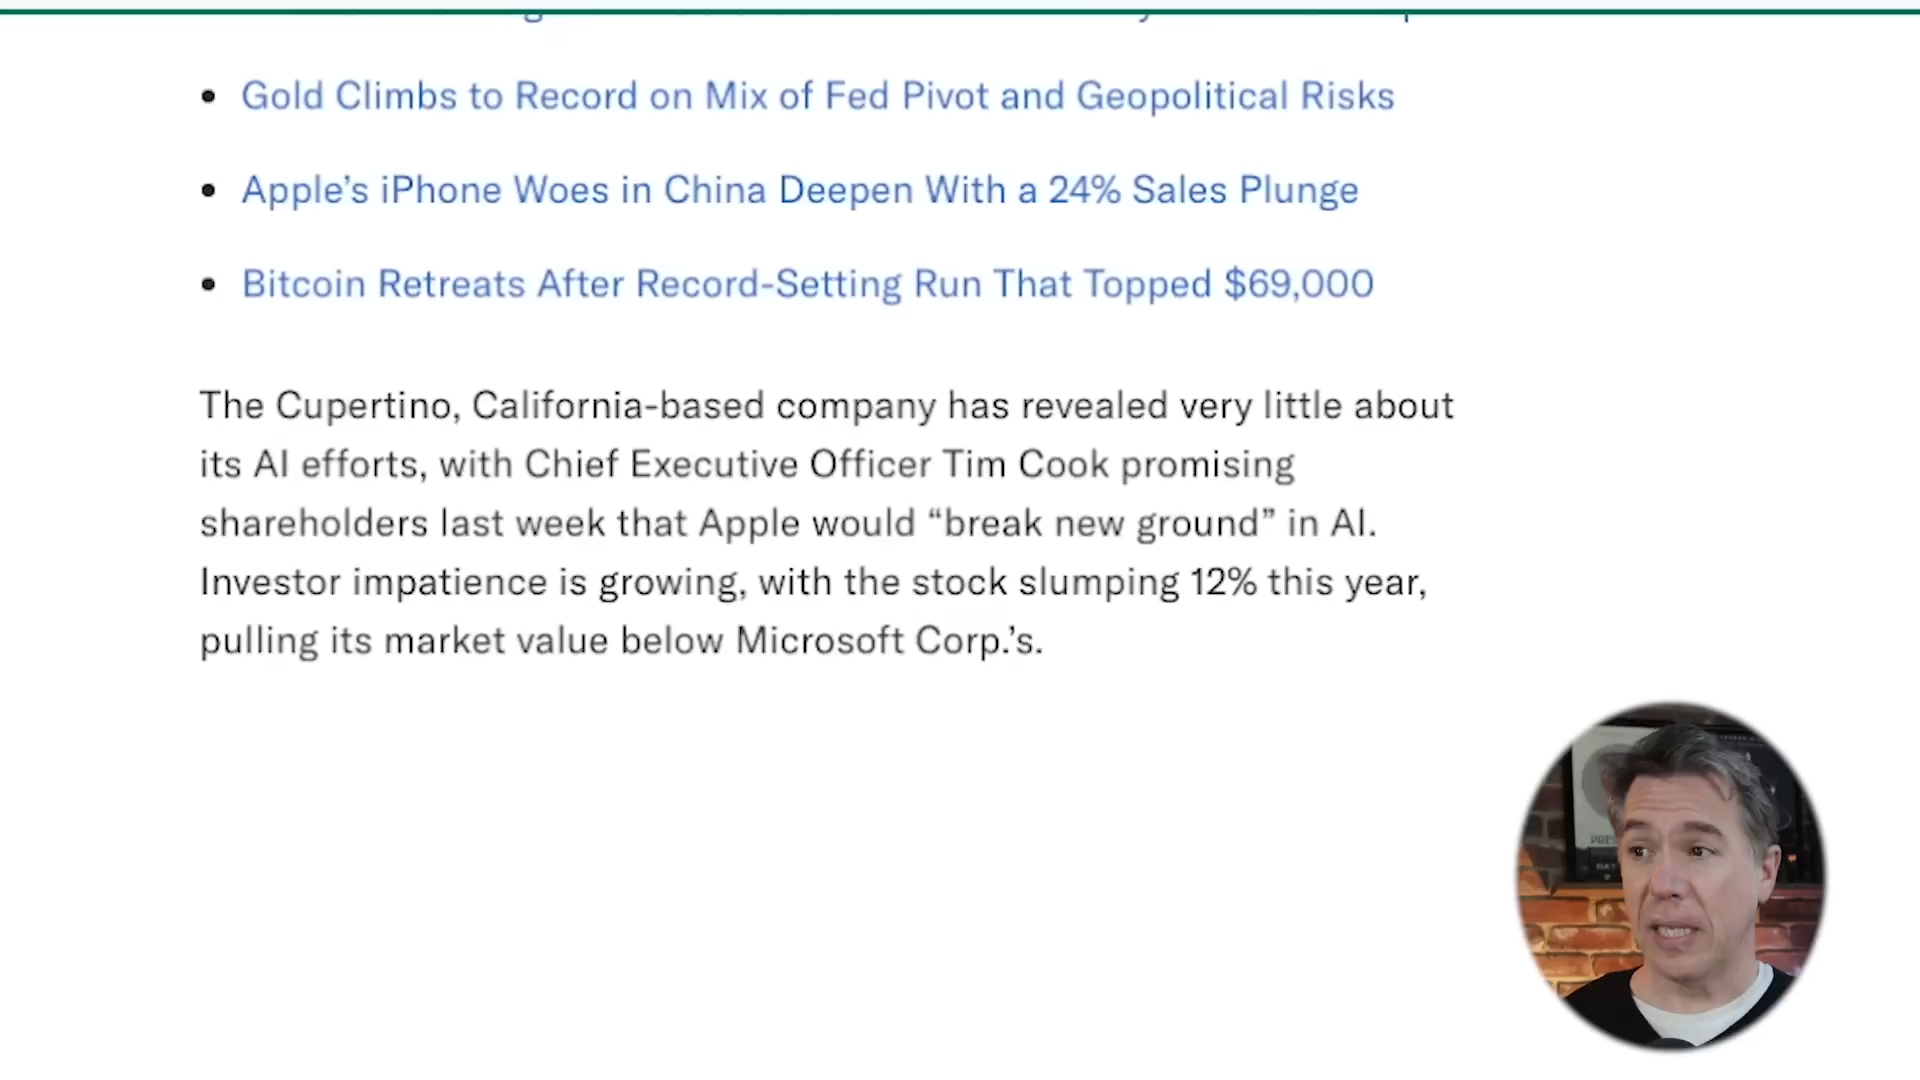 Gold Climbs to Record on Mix of Fed Pivot and Geopolitical Risks
Apple’s iPhone Woes in China Deepen With a 24% Sales Plunge
Bitcoin Retreats After Record-Setting Run That Topped $69,000
The Cupertino, California-based company has revealed very little about
its AI efforts, with Chief Executive Officer Tim Cook promising
shareholders last week that Apple would “break new ground” in AI.
Investor impatience is growing, with the stock slumping 12% this year,
pulling its market value below Microsoft Corp.’s.